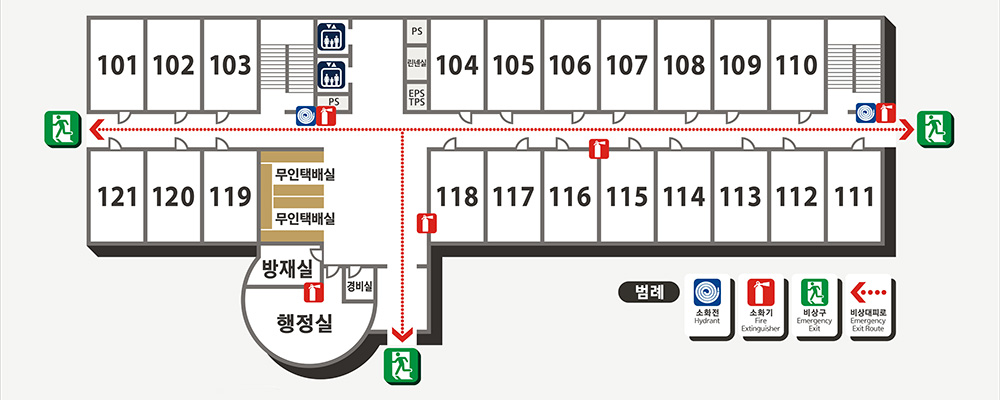 101 102 103
PS
린넨실
EPS
TPS
PS
104 105 106 107 108 109 110
121 120 119
무인택배실
무인택배실
118 117 116 115 114 113 112 111
방재실
경비실
행정실
범례
소화전
Hydrant
소화기
Fire
Extinguisher
비상구
Emergency
Exit
비상대피로
Emergency
Exit Route